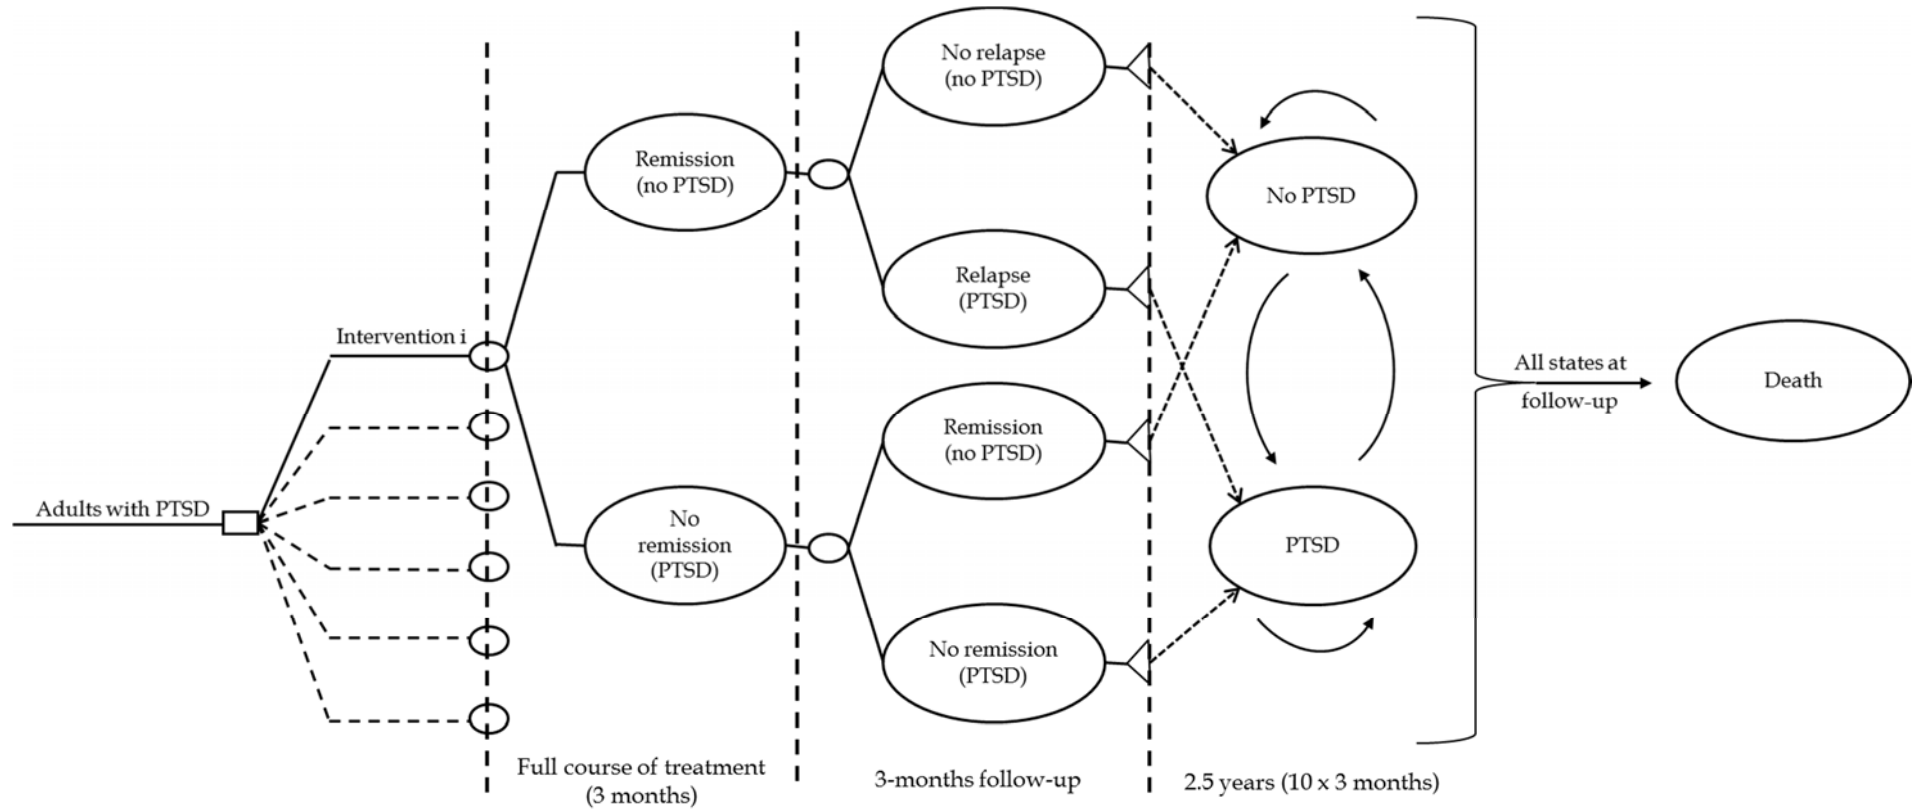 Adults with PTSD
Intervention i
Remission
(no PTSD)
No
remission
(PTSD)
Full course of treatment
(3 months)
No relapse
(no PTSD)
Relapse
(PTSD)
Remission
(no PTSD)
No remission
(PTSD)
3-months follow-up
No PTSD
PTSD
2.5 years (10 x 3 months)
All states at
follow-up
Death